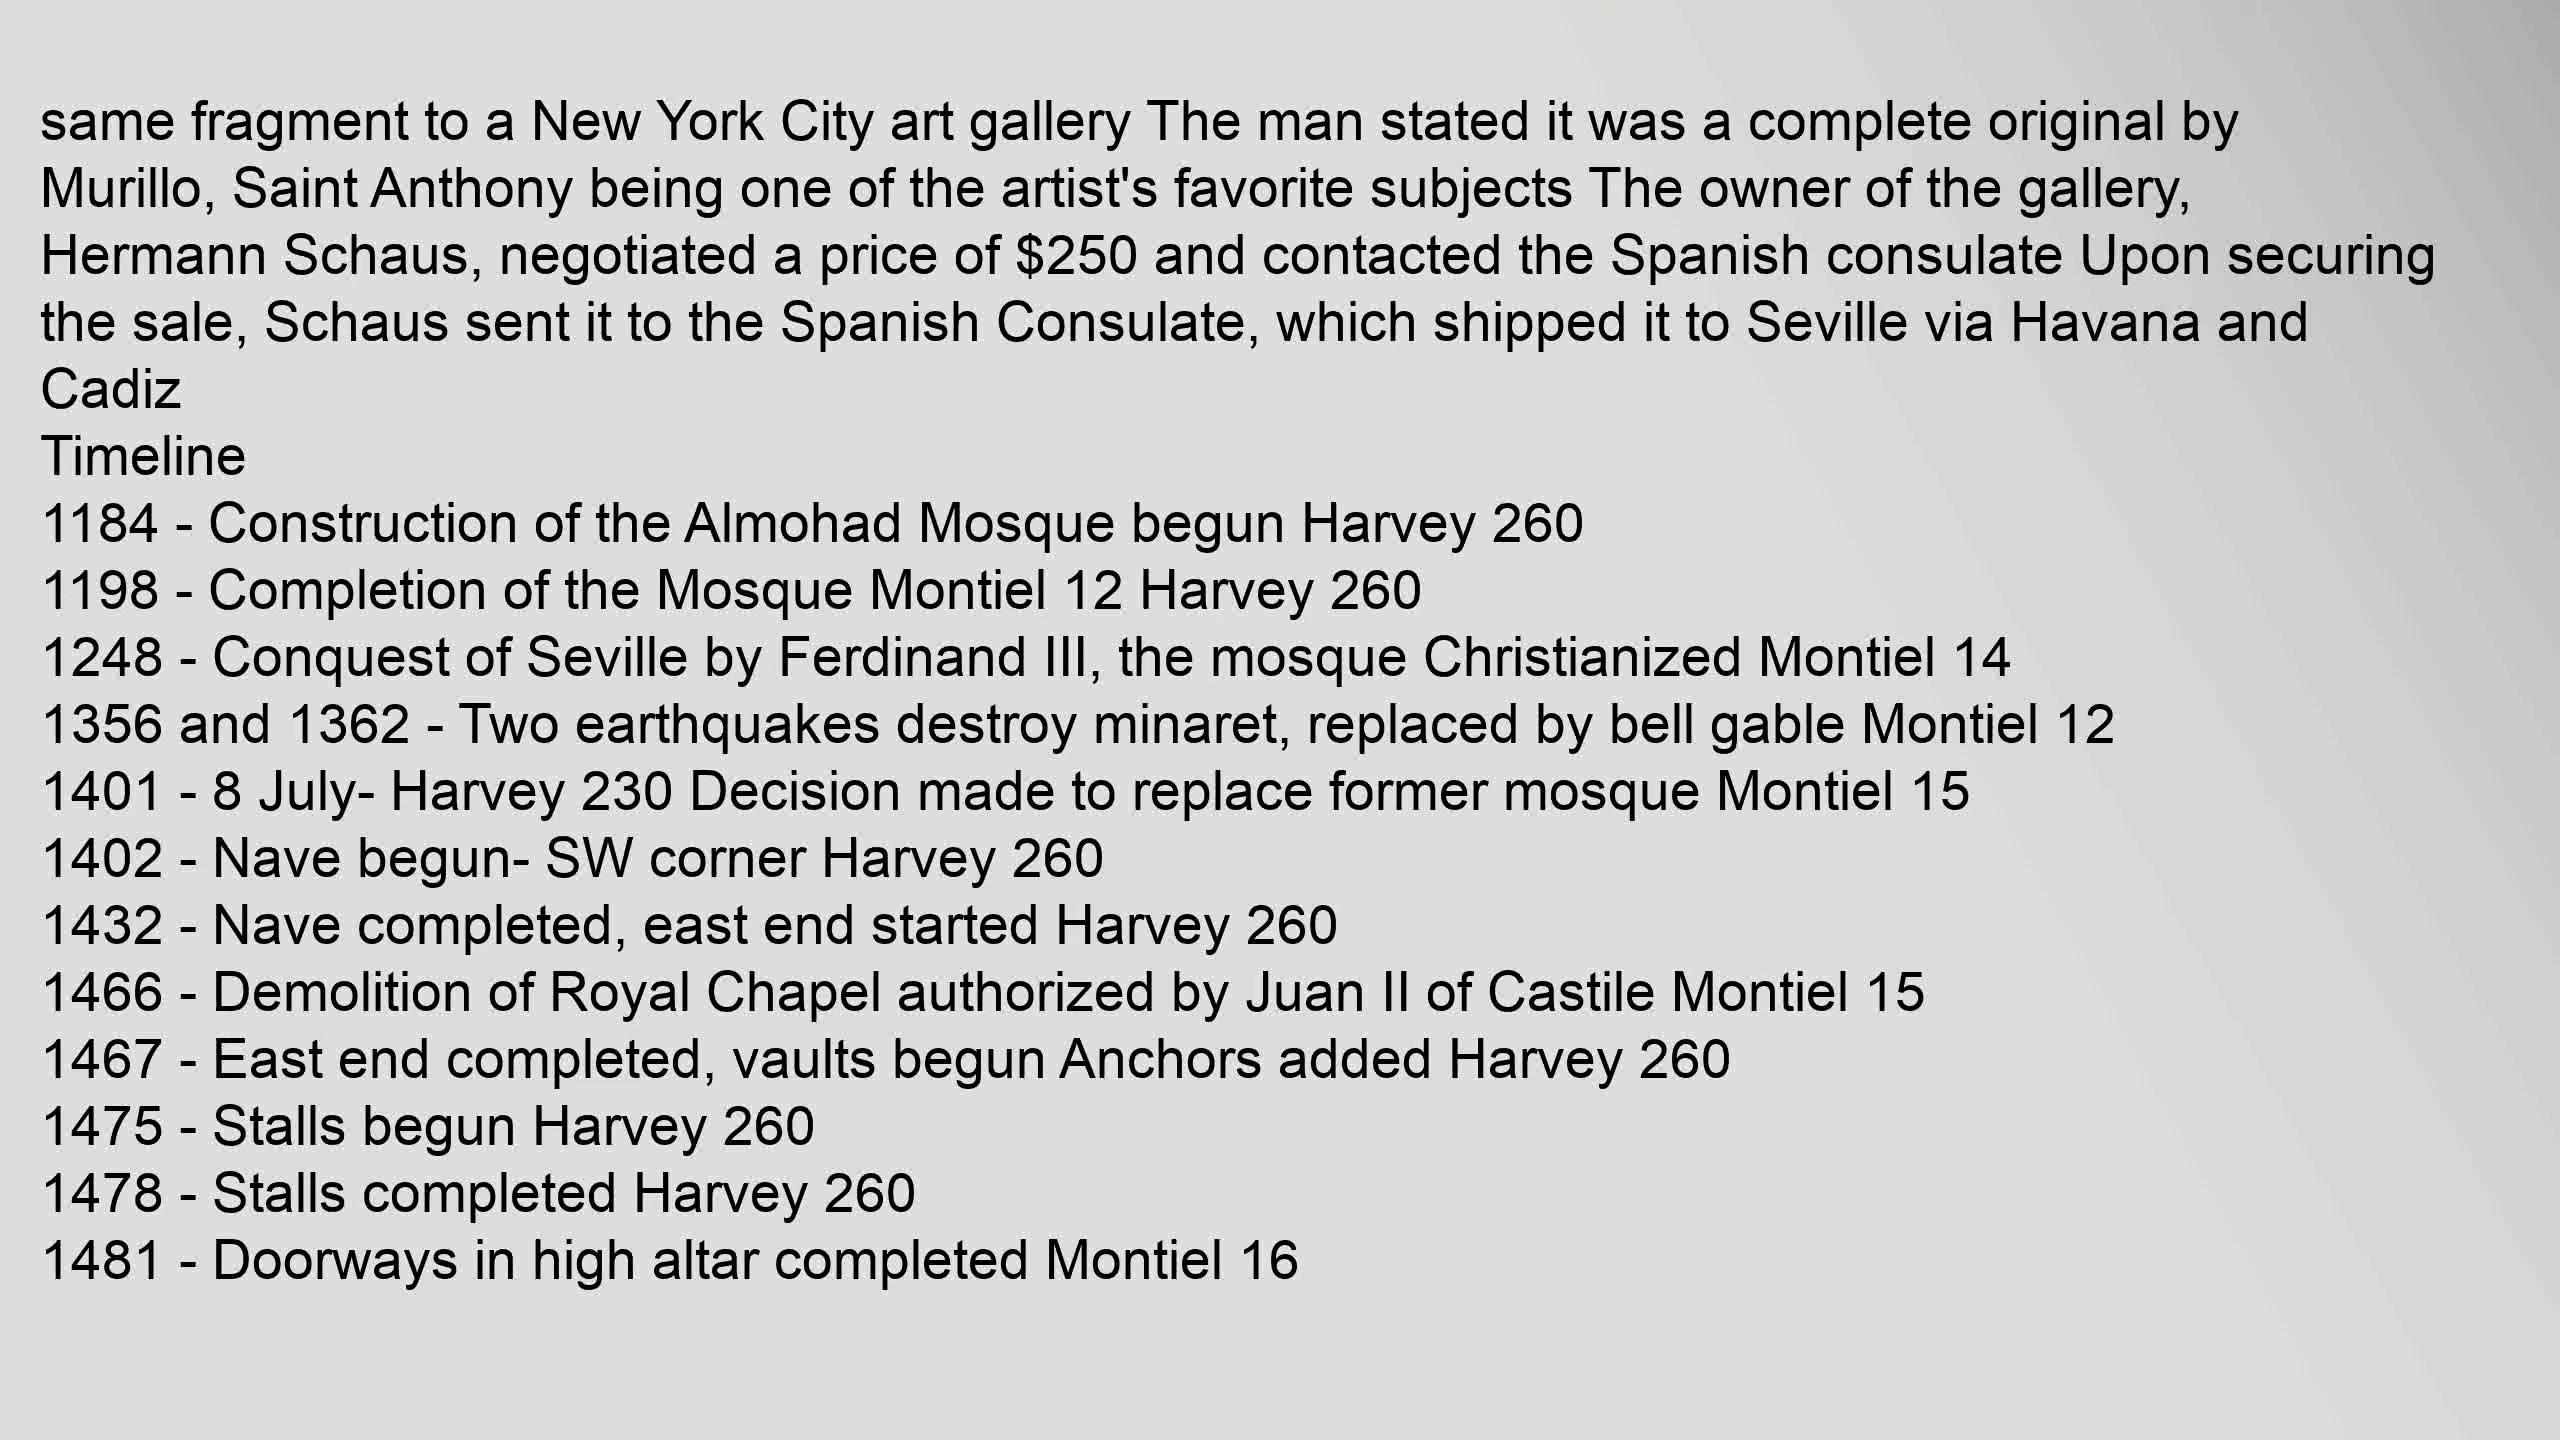 same fragment to a New York City art gallery The man stated it was a complete original by
Murillo, Saint Anthony being one of the artist's favorite subjects The owner of the gallery,
Hermann Schaus, negotiated a price of $250 and contacted the Spanish consulate Upon securing
the sale, Schaus sent it to the Spanish Consulate, which shipped it to Seville via Havana and
Cadiz
Timeline
1184 - Construction of the Almohad Mosque begun Harvey 260
1198 - Completion of the Mosque Montiel 12 Harvey 260
1248 - Conquest of Seville by Ferdinand III, the mosque Christianized Montiel 14
1356 and 1362 - Two earthquakes destroy minaret, replaced by bell gable Montiel 12
1401 - 8 July- Harvey 230 Decision made to replace former mosque Montiel 15
1402 - Nave begun- SW corner Harvey 260
1432 - Nave completed, east end started Harvey 260
1466 - Demolition of Royal Chapel authorized by Juan II of Castile Montiel 15
1467 - East end completed, vaults begun Anchors added Harvey 260
1475 - Stalls begun Harvey 260
1478 - Stalls completed Harvey 260
1481 - Doorways in high altar completed Montiel 16